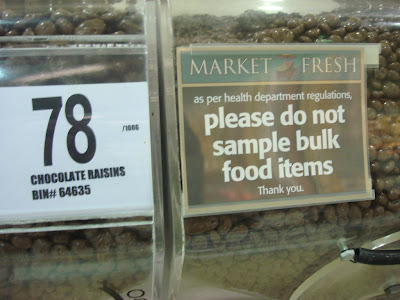 78
/100G
CHOCOLATE RAISINS
BIN# 64635
MARKET FRESH
as per health department regulations,
please do not
sample bulk
food items
Thank you.